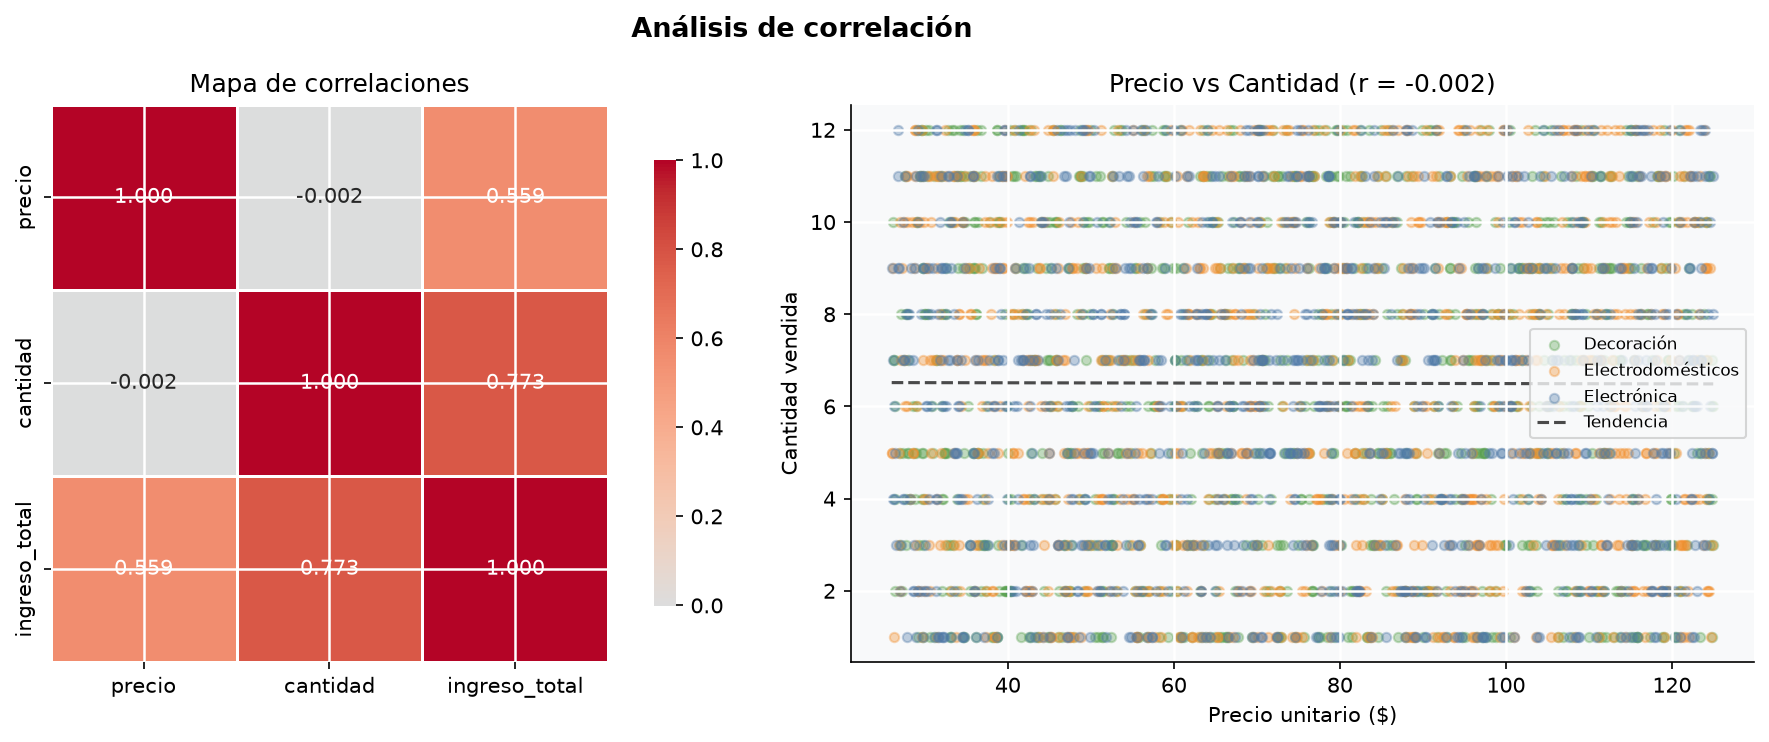 Análisis de correlación
Mapa de correlaciones
precio
cantidad
ingreso_total
1.000
-0.002
0.559
-0.002
1.000
0.773
0.559
0.773
1.000
precio
cantidad
ingreso_total
1.0
0.8
0.6
0.4
0.2
0.0
Precio vs Cantidad (r = -0.002)
Cantidad vendida
12
10
8
6
4
2
Decoración
Electrodomésticos
Electrónica
Tendencia
40
60
80
100
120
Precio unitario ($)